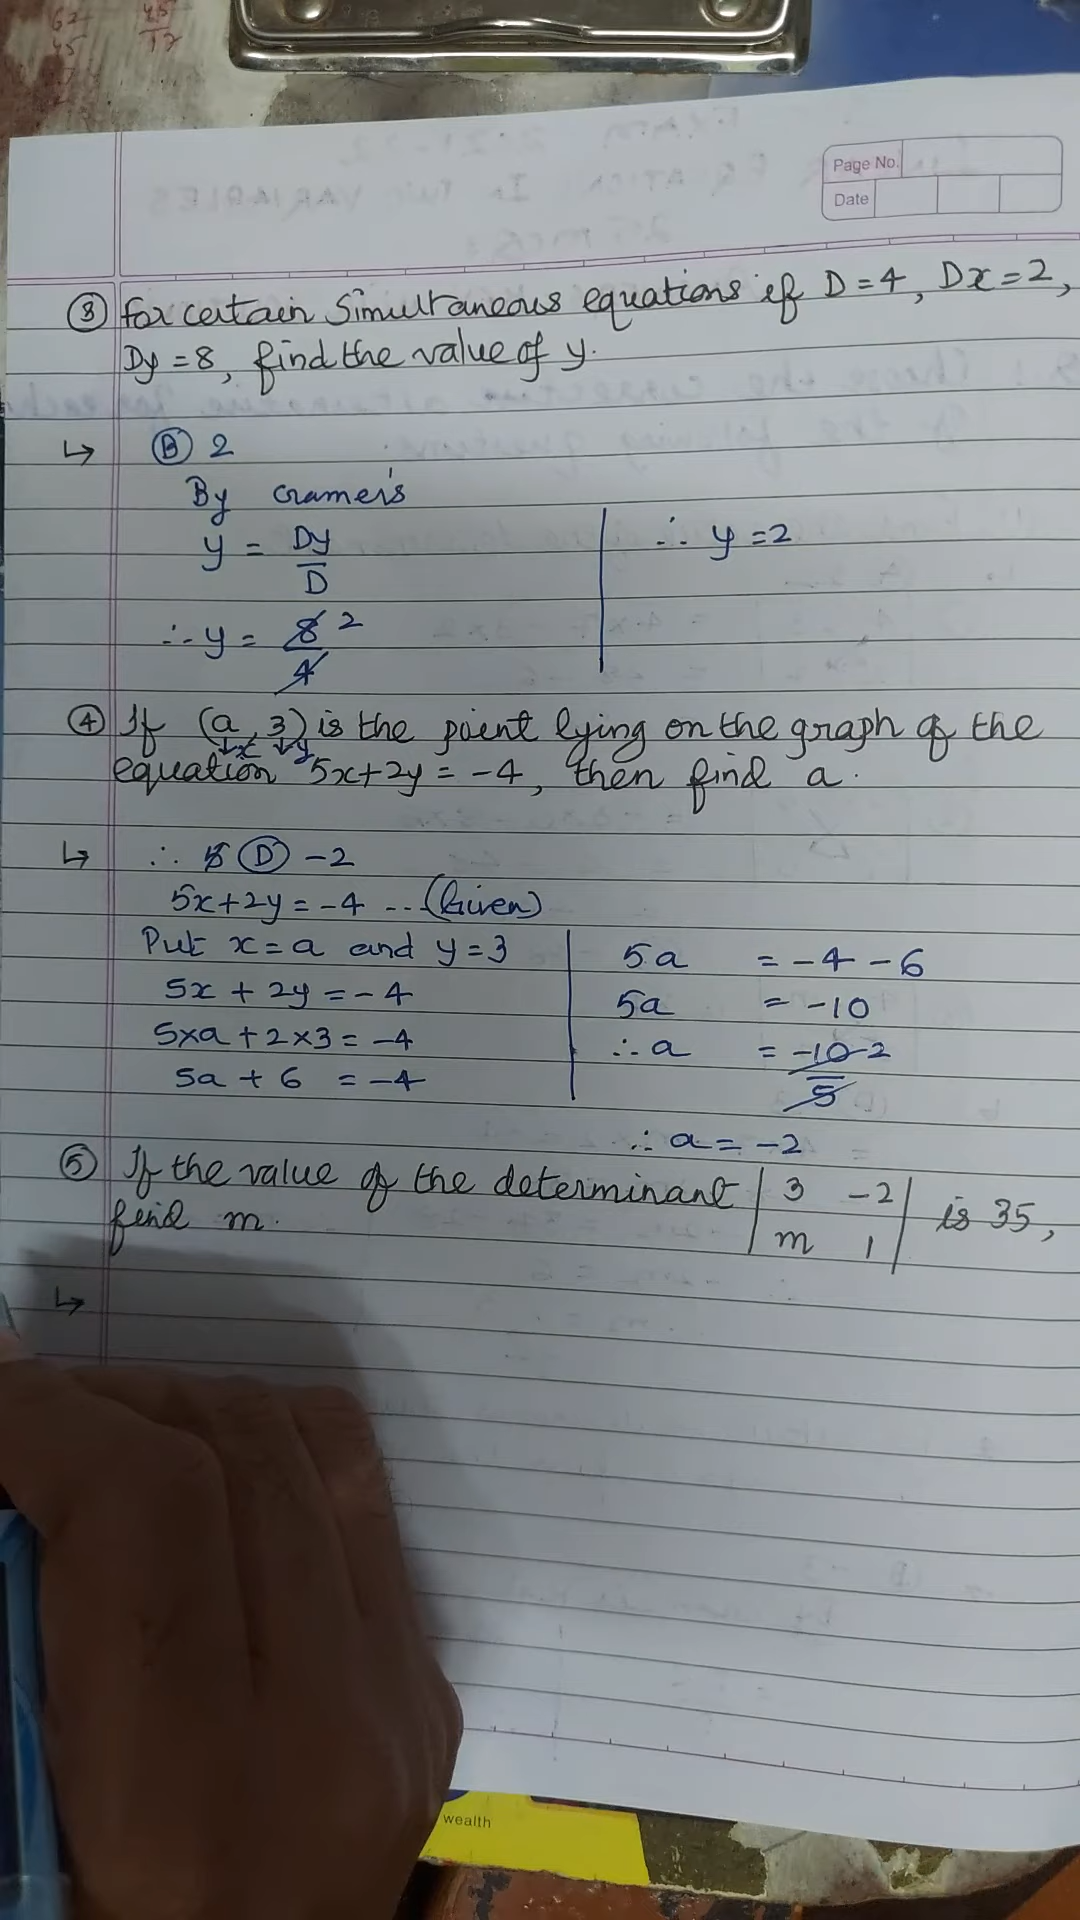 Page No.
Date
③ For certain Simultaneous equations if D=4, Dx=2,
Dy=8, find the value of y.
↳ Ⓑ 2
By cramer's
y = Dy/D
∴ y = 8/4 2
∴ y = 2
④ If (a, 3) is the point lying on the graph of the
↓x ↓y
equation 5x+2y = -4, then find a.
↳ ∴ Ⓓ -2
5x+2y = -4 ... (Given)
Put x = a and y = 3
5x + 2y = -4
5×a + 2×3 = -4
5a + 6 = -4
5a = -4 - 6
5a = -10
∴ a = -10/5 -2
∴ a = -2
⑤ If the value of the determinant | 3 -2 | is 35,
find m. | m 1 |
↳
wealth